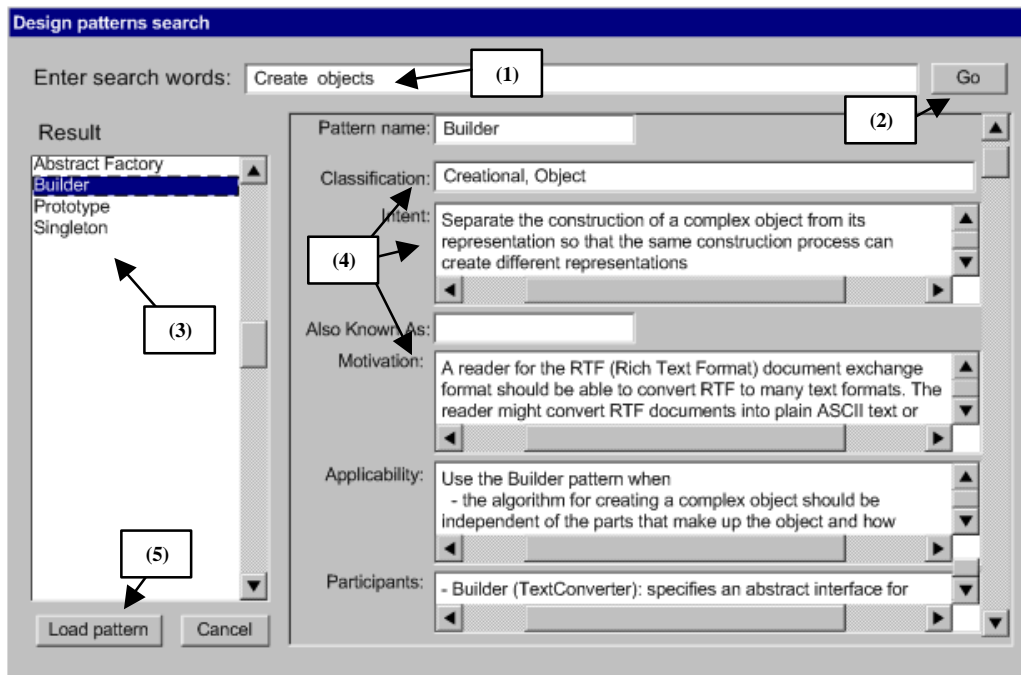 Design patterns search
Enter search words: Create objects (1) Go
(2)
Result
Abstract Factory
Builder
Prototype
Singleton
(3)
(5)
Load pattern Cancel
Pattern name: Builder
Classification: Creational, Object
Intent: Separate the construction of a complex object from its
representation so that the same construction process can
create different representations
(4)
Also Known As:
Motivation: A reader for the RTF (Rich Text Format) document exchange
format should be able to convert RTF to many text formats. The
reader might convert RTF documents into plain ASCII text or
Applicability: Use the Builder pattern when
- the algorithm for creating a complex object should be
independent of the parts that make up the object and how
Participants: - Builder (TextConverter): specifies an abstract interface for